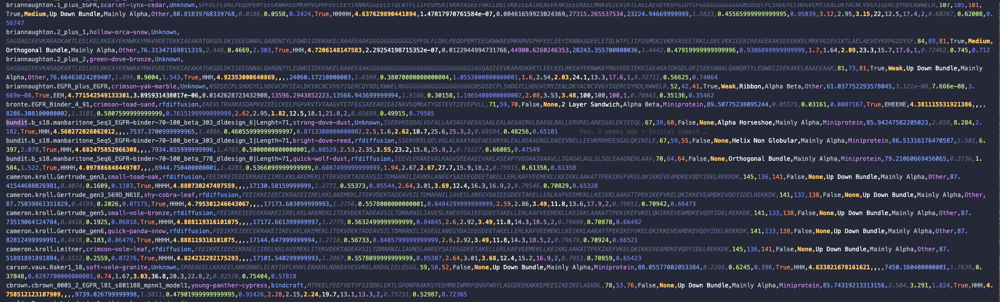 briannaughton.1_plus_EGFR,scarlet-lynx-cedar,Unknown,SPFDLFLDRLPEQDPEMTEEGKWWAEEMKRMVGPHFEELEEYIRNNASGEELETQLWTFLIIFDSMSKIVKRYASEETRKLLDELVKKIEEAIREAEEKAKSEEEKKELMRKVGIEVIKTLAELAEVDYKVPGIDYSFGGGGGGGGGGGGNSDSECPLSHDGYCLHDGVCMYIEALDKYACNCVVGYIGERCQYRDLKWWELR,107,105,101,
True,Medium,Up Down Bundle,Mainly Alpha,Other,80.81839768339768,0.0186,0.0558,0.2424,True,HHHHH,4.637629890441894,1.47817970761584e-07,0.00461659923024369,27315.265537534,23224.94669999999,1.5823,0.45565999999999995,0.95839,3.12,2.95,3.15,22,12.5,17.4,2,0.60267,0.62008,0.
56747
briannaughton.2_plus_1,hollow-orca-snow,Unknown,
SAGQAQIEEVKARADKAKTLEELKELRKEAYEKNWKAYMAVVDETEKKIAEAKATGKGDLDKISEEGNNALQANQNTYLEQWDIIDEKAKELRAAEEAAKGGGGGGGGGGGGSPFDLFLDRLPEQDPEMTEEGKWWAEEMKRMVGPHFEELEEYIRNNASGEELETQLWTFLIIFDSMSKIVKRYASEETRKLLDELVKKIEEAIREAEEKAKSEEEKKELMRKVGIEVIKTLAELAEVDYKVPGIDYSF,84,89,81,True,Medium,
Orthogonal Bundle,Mainly Alpha,Other,76.31347169811319,2.448,0.4669,2.303,True,HHH,4.7206148147583,2.29254198715352e-07,0.0122944994731766,44900.6260246353,28243.355700000036,1.4442,0.47919999999999996,0.9386899999999999,1.7,1.64,2.09,23.3,15.7,17.6,1,0.72462,0.745,0.712
briannaughton.2_plus_2,green-dove-bronze,Unknown,
SAGQAQIEEVKARADKAKTLEELKELRKEAYEKNWKAYMAVVDETEKKIAEAKATGKGDLDKISEEGNNALQANQNTYLEQWDIIDEKAKELRAAEEAAKGGGGGGGGGGGGGGGGGGGGGGGGGGGGSAGQAQIEEVKARADKAKTLEELKELRKEAYEKNWKAYMAVVDETEKKIAEAKATGKGDLDKISEEGNNALQANQNTYLEQWDIIDEKAKELRAAEEAAK,81,73,81,True,Weak,Up Down Bundle,Mainly
Alpha,Other,76.66463824289407,1.899,0.9004,1.543,True,HHH,4.92353000640869,,,,24060.17210000003,1.6599,0.38070000000000004,1.0553000000000001,1.6,2.54,2.03,24.1,13.3,17.6,1,0.72711,0.56625,0.74064
briannaughton.EGFR_plus_EGFR,crimson-yak-marble,Unknown,NSDSECPLSHDGYCLHDGVCMYIEALDKYACNCVVGYIGERCQYRDLKWWELRGGGGGGGGGGGGGGGGGGNSDSECPLSHDGYCLHDGVCMYIEALDKYACNCVVGYIGERCQYRDLKWWELR,52,42,41,True,Weak,Ribbon,Alpha Beta,Other,61.037752293578045,3.121e-08,7.666e-08,3.
669e-08,True,EEH,4.771542549133301,3.895931438017e-06,0.0142628723432908,13596.2943852223,13566.943699999994,1.9166,0.30158,1.1965400000000002,2.08,3.53,3.48,100,100,100,1,0.78843,0.35136,0.35462
bronte.EGFR_Binder_4_91,crimson-toad-sand,rfdiffusion,EAEVLTRVAKASDAPKVIEELCKELPGPVRVTVTAAGVTETFEGSAEEARIEAINAVSQMKATYGETEVTIEVEPVLL,71,59,70,False,None,2 Layer Sandwich,Alpha Beta,Miniprotein,89.50775238095244,0.05575,0.03161,0.0007167,True,EHEEHE,4.381115531921386,,,,
8286.308100000002,1.3101,0.5807599999999999,0.7615199999999999,2.62,2.95,1.82,12.5,18.1,21.8,2,0.65659,0.49915,0.79585
bundit.b_s18.manbaritone_Seq3_EGFR-binder-70-100_beta_303_dldesign_6|Lenght=71,strong-dove-dust,Unknown,SSERVKEQQALVGFALLAASAGFAEVASAALEALAEGAERGLDAEQLRALLERVRELARESGALEKIEEQL,67,39,60,False,None,Alpha Horseshoe,Mainly Alpha,Miniprotein,85.94247582205023,2.859,8.284,2.
182,True,HHH,4.560272026062012,,,,7537.3700999999965,1.4886,0.46055999999999997,0.8713300000000002,2.5,1.6,2.62,18.7,25.6,25.3,2,0.69594,0.48256,0.65101 You, 3 weeks ago • Initial commit …
bundit.b_s18.manbaritone_Seq5_EGFR-binder-70-100_beta_303_dldesign_1|Length=71,bright-dove-reed,rfdiffusion,SSERVKELQELVGLALKAAYAGFAEEARYALEALAEAAERGLDAEEVRELLEEVKRRMEESGALQKIKELE,67,59,55,False,None,Helix Non Globular,Mainly Alpha,Miniprotein,86.51316176470587,5.501,6.
397,2.078,True,HHH,4.682475852966308,,,,7934.855999999996,1.4765,0.5000000000000001,0.88529,2.53,2.35,3.55,23.2,15.8,25.9,2,0.75227,0.66085,0.47549
bundit.b_s18.manbaritone_Seq6_EGFR-binder-70-100_beta_778_dldesign_0|Length=71,quick-wolf-dust,rfdiffusion,IEEVLEKAKEVALKAGVSEEAAEEVAKLASEAPTVEDAASVAAVLLTGAGALAGLSLSQLEAAGNEVLAAV,70,64,64,False,None,Orthogonal Bundle,Mainly Alpha,Miniprotein,79.21060669456065,0.2736,1.
584,1.522,True,HHHH,4.097886848449707,,,,6944.750400000001,1.4283,0.5366099999999999,0.6087499999999999,1.94,2.67,2.67,27.7,15.9,18,2,0.75915,0.61358,0.61358
cameron.kroll.Gertrude_gen3,small-toad-oak,rfdiffusion,FEEIKKEIEECEKRAEEIIRELKKLAKEMEKLITEKVDEKTADEAVSILTDMARNILIAVNSLANEGYSAIEEGDEETAKELLERLKAFVEEMEKLLKEIKKLAAKATTPEKIKEFVKELQKIKKEVEAMDKEVQDYIDELREKKDK,145,136,141,False,None,Up Down Bundle,Mainly Alpha,Other,87.
41544688026981,0.4074,0.1609,0.1103,True,HHHH,4.880730247497559,,,,17130.58159999999,1.2771,0.55373,0.85544,2.64,3.01,3.69,12.4,16.3,16.9,2,0.79546,0.70829,0.65328
cameron.kroll.Gertrude_gen3_S69D_N61E,shy-cobra-leaf,rfdiffusion,FEEIKKEIEECEKRAEEIIRELKKLAKEMEKLITEKVDEKTADEAVSILTDMARNILIAVESLANEGYDAIEEGDEETAKELLERLKAFVEEMEKLLKEIKKLAAKATTPEKIKEFVKELQKIKKEVEAMDKEVQDYIDELREKKDK,141,132,138,False,None,Up Down Bundle,Mainly Alpha,Other,
87.75039861351829,0.4199,0.2026,0.07175,True,HHHH,4.795301246643067,,,,17173.603099999993,1.2756,0.5578000000000001,0.8484299999999999,2.59,2.86,3.49,11.8,13.6,17.9,2,0.79651,0.70942,0.66473
cameron.kroll.Gertrude_gen5,small-vole-bronze,rfdiffusion,FEEIKKEIEECEKRAKEIIRELKKLAKEMEKLITEKVDEKTADEAVSILTDMARNILIAVESLANEGYDAIEEGDEETAKELLERLKAFVEEMEKLLKEIKKLAAKATTPEKIKEFVKELQKIKKEVEAMDKEVQDYIDELREKKDK,141,133,138,False,None,Up Down Bundle,Mainly Alpha,Other,87.
73519064124784,0.4418,0.1925,0.06818,True,HHHH,4.888119316101075,,,,17172.661399999997,1.2775,0.5632499999999999,0.84845,2.6,2.92,3.49,11.8,14.3,18.5,2,0.79698,0.70878,0.66492
cameron.kroll.Gertrude_gen6,quick-panda-snow,rfdiffusion,FEEIKKEIEECEKRAKEIIKELKKLAKEMEKLITEKVDEKTADEAVSILTDMARNILIAVESLANEGYDAIEEGDEETAKELLERLKAFVEEMEKLLKEIKKLAAKATTPEKIKEFVKELQKIKKEVEAMDKEVQDYIDELREKKDK,141,133,138,False,None,Up Down Bundle,Mainly Alpha,Other,87.
82812499999991,0.4368,0.183,0.06479,True,HHHH,4.888119316101075,,,,17144.647999999994,1.2718,0.56733,0.8485799999999999,2.6,2.92,3.49,11.8,14.3,18.5,2,0.79679,0.70924,0.66521
cameron.kroll.Leitner,crimson-vole-leaf,rfdiffusion,FEEIKKEIEECEKRAEEIIRELKKLAVEMEKLITEKVDEKTADEAVSILTDMARNILIAVNSLANEGYSAIEEGDEETAKELLERLKAFVEEMEKLLKEIKKLAAKATTPEKIKEFVKELQKIKKEVEAMDKEVQDYIDELREKKDK,145,136,141,False,None,Up Down Bundle,Mainly Alpha,Other,87.
51891891891884,0.5512,0.2559,0.07276,True,HHHH,4.824232292175293,,,,17101.540299999993,1.2867,0.5578099999999999,0.85307,2.64,3.01,3.68,12.4,15.2,16.9,2,0.7953,0.70859,0.65423
carson.vaux.Baker1_18,soft-vole-granite,Unknown,SPDEAEELLKKAEELARKQNNELELNYIDFLKHVLENAKRLNDKEAVESVRELARDALEELQSGG,59,58,52,False,None,Up Down Bundle,Mainly Alpha,Miniprotein,88.05577002053384,0.2286,0.6245,0.396,True,HHH,4.633821678161621,,,,7450.160400000001,1.7639,0.
37848,0.8297700000000001,0.74,1.67,3.03,36.8,20.3,22.8,2,0.92578,0.75404,0.57818
cbrown.cbrown_0005_2_EGFR_l81_s801188_mpnn1_model1,young-panther-cypress,bindcraft,MTPEELFEEFVETYFSIQDKLEKTLGPDNPKAKKVYEEMMKIWMRFQHAFWDYLAGGDEEKAKKEMEESIKEIKELAEKNL,78,53,76,False,None,Up Down Bundle,Mainly Alpha,Miniprotein,85.74319213313156,3.504,3.291,1.824,True,HHH,4.
750512123107909,,,,9739.026799999998,1.5811,0.47901999999999995,0.91426,2.28,2.15,2.24,19.7,13.1,13.3,2,0.75731,0.52987,0.72365